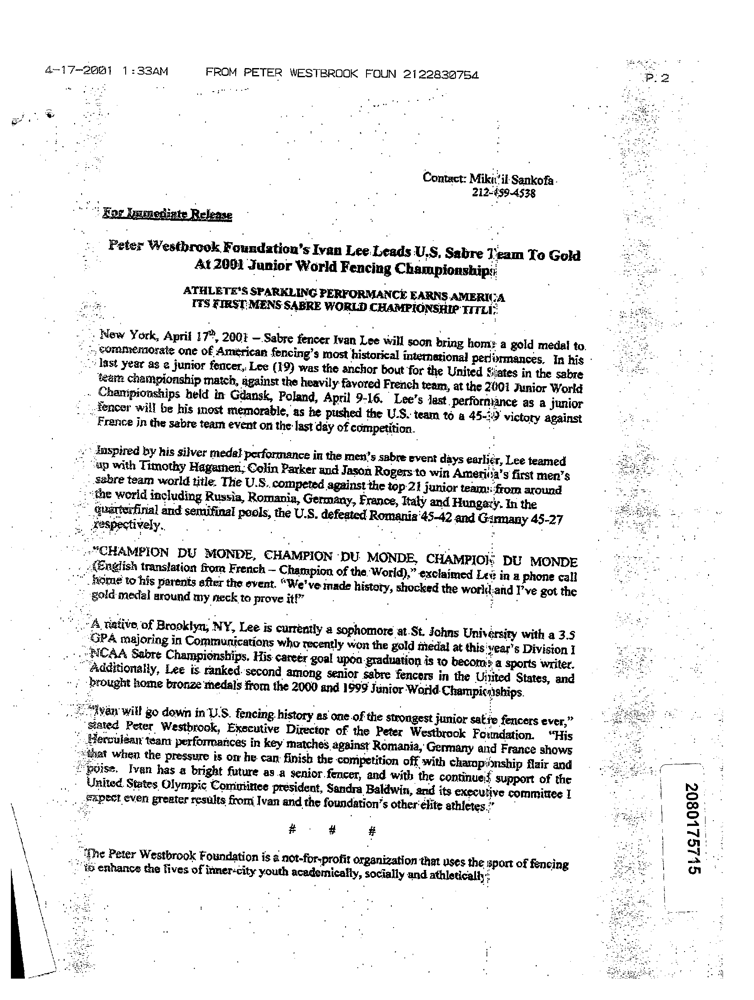 4-17-2001 1:33AM FROM PETER WESTBROOK FOUN 2122830754 P. 2
Contact: Sankofa
For Immediate Release
Peter Westbrook Foundation's Ivan Lee Leads U.S. Sabre Team To Gold
At 2001 Junior World Fencing Championships
ATHLETE'S SPARKLING PERFORMANCE EARNS AMERICA
ITS FIRST MENS SABRE WORLD CHAMPIONSHIP TITLE
New York, April 17th, 2001 – Sabre fencer Ivan Lee will soon bring home a gold medal to
commemorate one of American fencing's most historical international performances. In his
last year as a junior fencer, Lee (19) was the anchor bout for the United States in the sabre
team championship match, against the heavily favored French team, at the 2001 Junior World
Championships held in Gdansk, Poland, April 9-16. Lee's last performance as a junior
fencer will be his most memorable, as he pushed the U.S. team to a victory against
France in the sabre team event on the last day of competition.
Inspired by his silver medal performance in the men's sabre event days earlier, Lee teamed
up with Timothy Hagamen, Colin Parker and Jason Rogers to win America's first men's
sabre team world title. The U.S. competed against the top 21 junior teams from around
the world including Russia, Romania, Germany, France, Italy and Hungary. In the
quarterfinal and semifinal pools, the U.S. defeated Romania 45-42 and Germany 45-27
respectively.
"CHAMPION DU MONDE, CHAMPION DU MONDE, CHAMPION DU MONDE
(English translation from French – Champion of the World)," exclaimed Lee in a phone call
home to his parents after the event. "We've made history, shocked the world and I've got the
gold medal around my neck to prove it!"
A native of Brooklyn, NY, Lee is currently a sophomore at St. Johns University with a 3.5
GPA majoring in Communications who recently won the gold medal at this year's Division I
NCAA Sabre Championships. His career goal upon graduation is to become a sports writer.
Additionally, Lee is ranked second among senior sabre fencers in the United States, and
brought home bronze medals from the 2000 and 1999 Junior World Championships.
"Ivan will go down in U.S. fencing history as one of the strongest junior sabre fencers ever,"
stated Peter Westbrook, Executive Director of the Peter Westbrook Foundation. "His
Herculean team performances in key matches against Romania, Germany and France shows
that when the pressure is on he can finish the competition off with championship flair and
poise. Ivan has a bright future as a senior fencer, and with the continued support of the
United States Olympic Committee president, Sandra Baldwin, and its executive committee I
expect even greater results from Ivan and the foundation's other elite athletes."
# # #
The Peter Westbrook Foundation is a not-for-profit organization that uses the sport of fencing
to enhance the lives of inner-city youth academically, socially and athletically.
2080175715